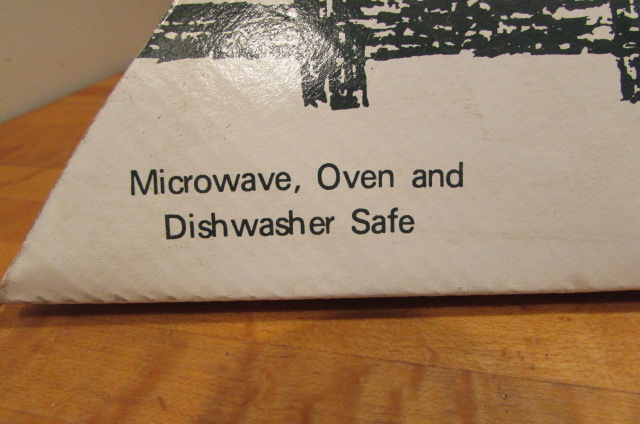 Microwave, Oven and
Dishwasher Safe